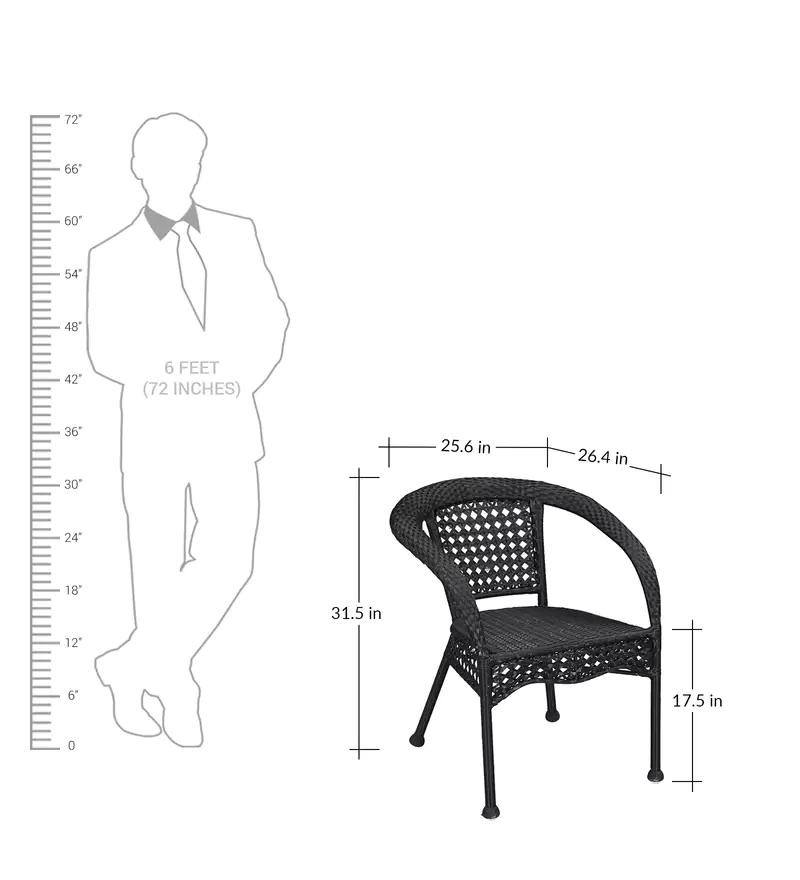 72"
66"
60"
54"
48"
42"
36"
30"
24"
18"
12"
6"
0
6 FEET
(72 INCHES)
25.6 in
26.4 in
31.5 in
17.5 in